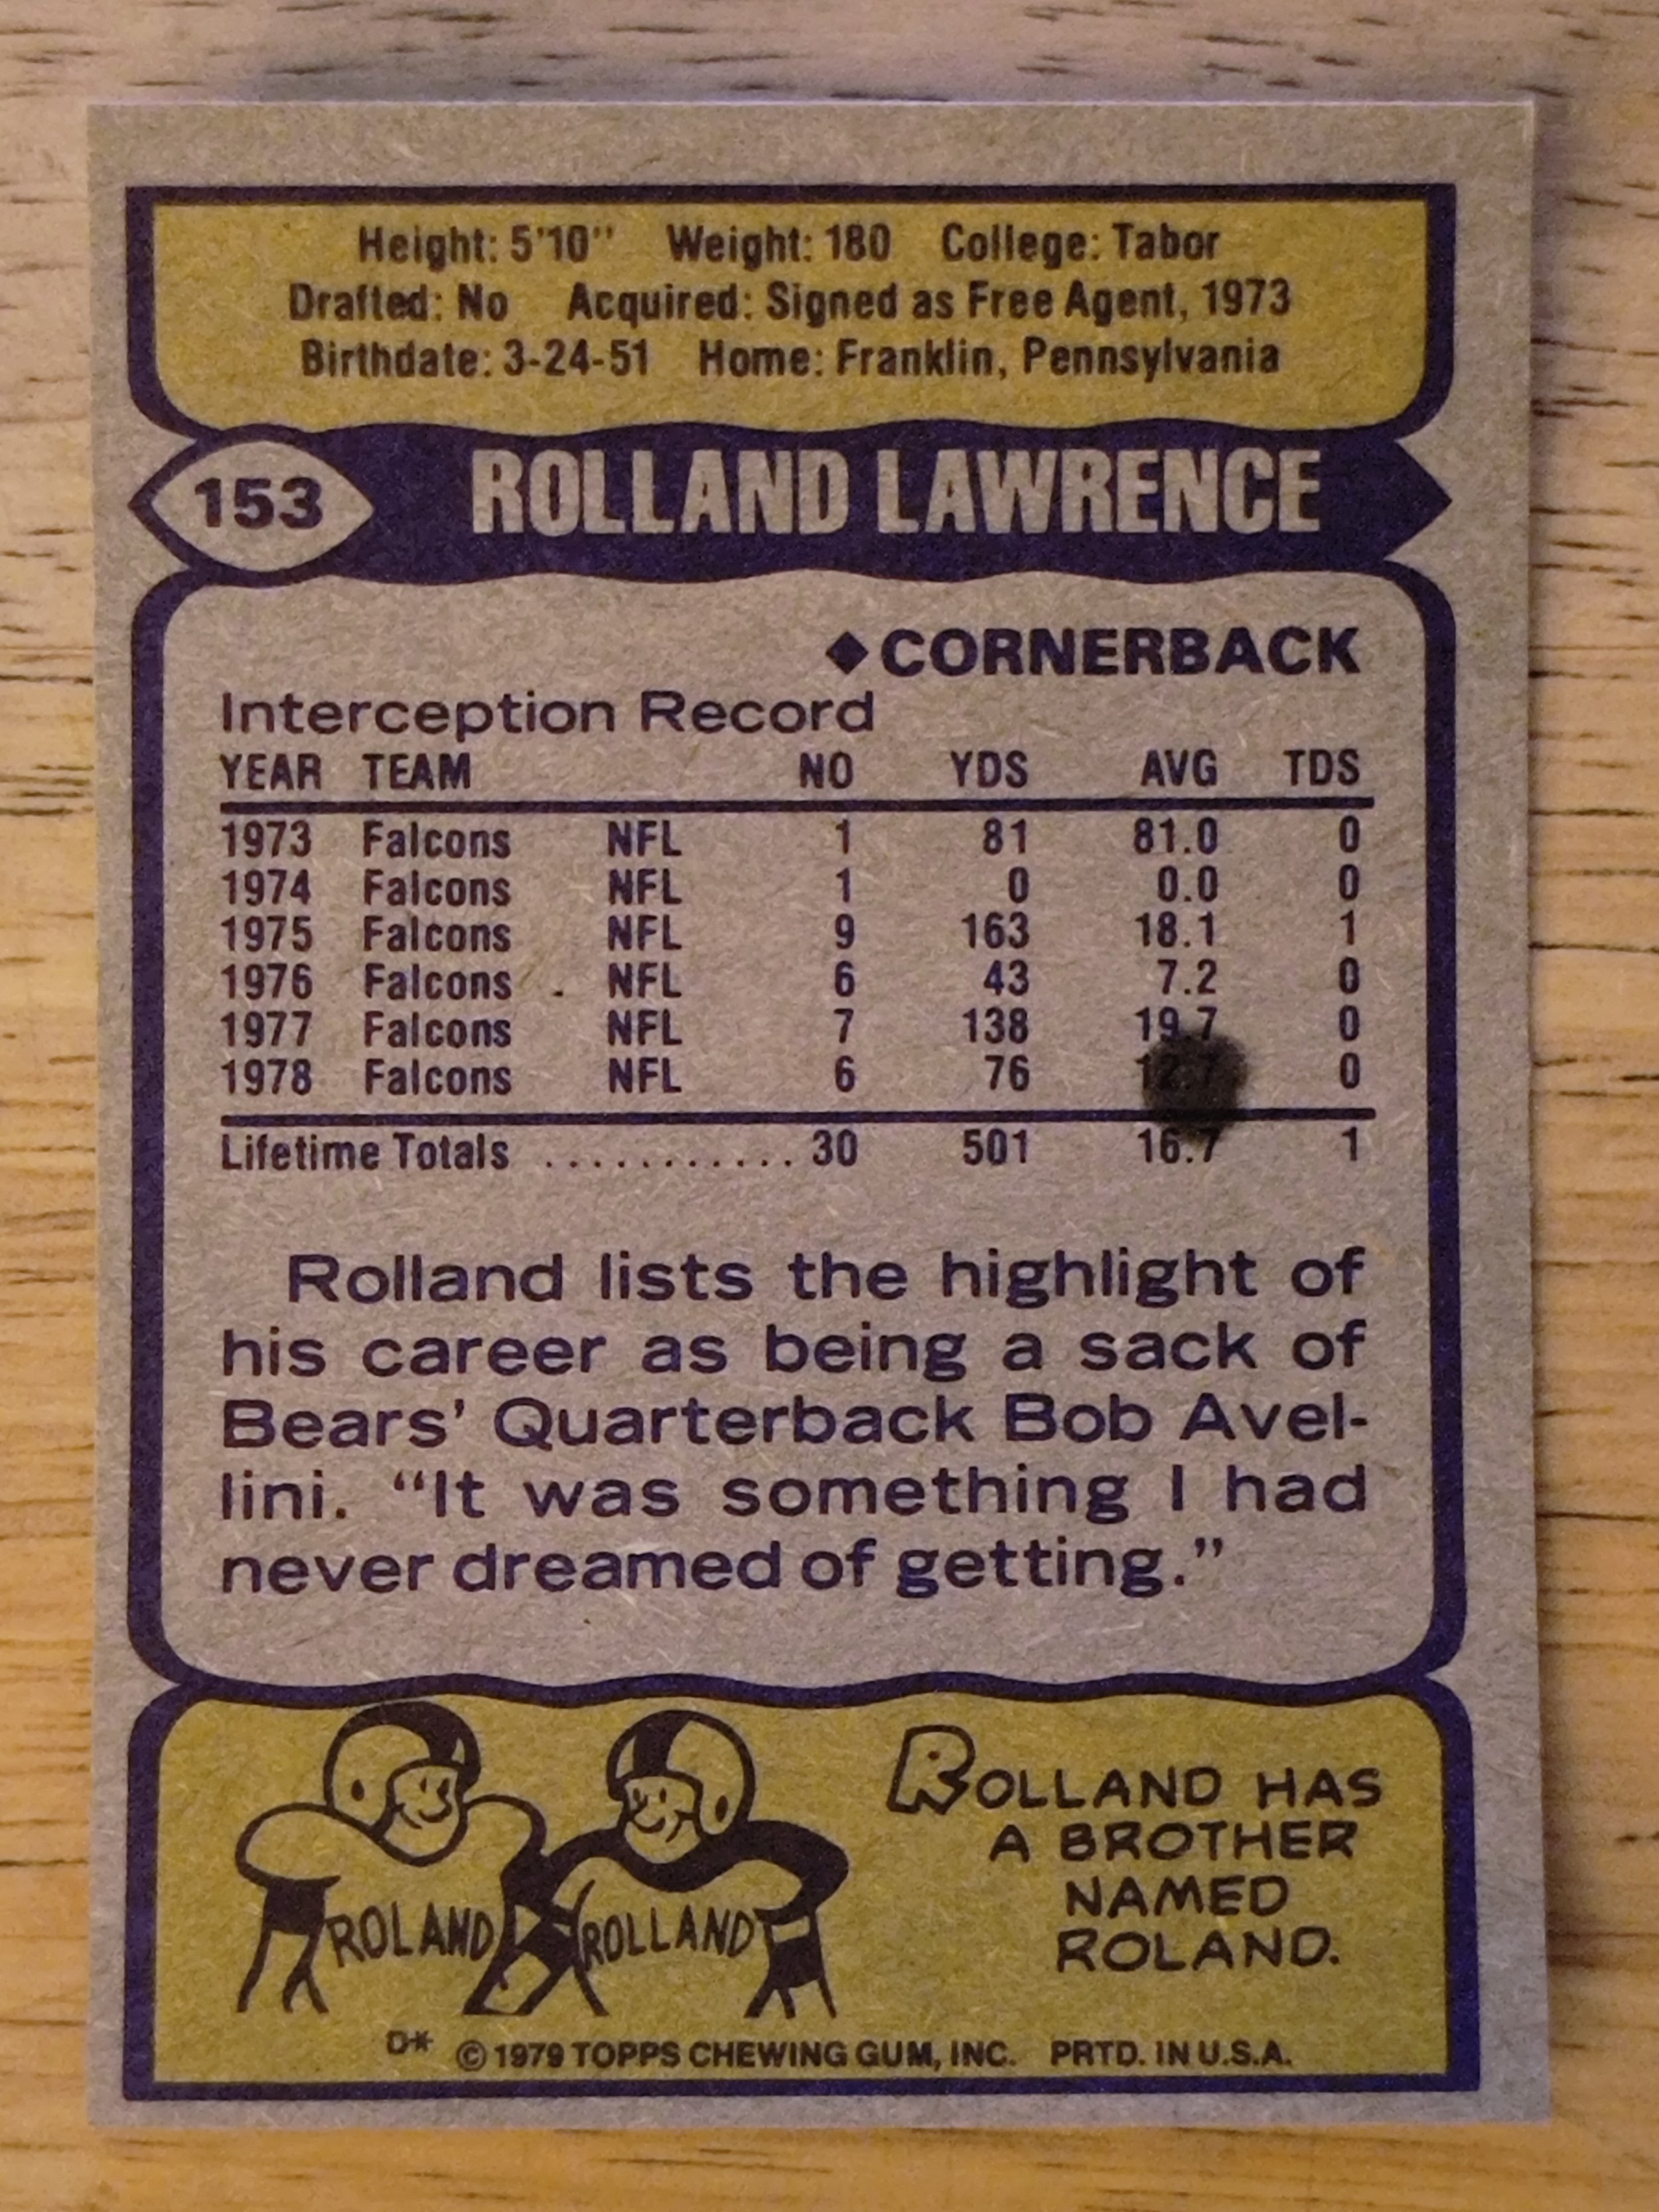 Height: 5'10" Weight: 180 College: Tabor
Drafted: No Acquired: Signed as Free Agent, 1973
Birthdate: 3-24-51 Home: Franklin, Pennsylvania
153 ROLLAND LAWRENCE
◆CORNERBACK
Interception Record
YEAR TEAM NO YDS AVG TDS
1973 Falcons NFL 1 81 81.0 0
1974 Falcons NFL 1 0 0.0 0
1975 Falcons NFL 9 163 18.1 1
1976 Falcons NFL 6 43 7.2 0
1977 Falcons NFL 7 138 19.7 0
1978 Falcons NFL 6 76 12.7 0
Lifetime Totals ........... 30 501 16.7 1
Rolland lists the highlight of
his career as being a sack of
Bears' Quarterback Bob Avel-
lini. "It was something I had
never dreamed of getting."
ROLAND ROLLAND
ROLLAND HAS
A BROTHER
NAMED
ROLAND.
D* © 1979 TOPPS CHEWING GUM, INC. PRTD. IN U.S.A.